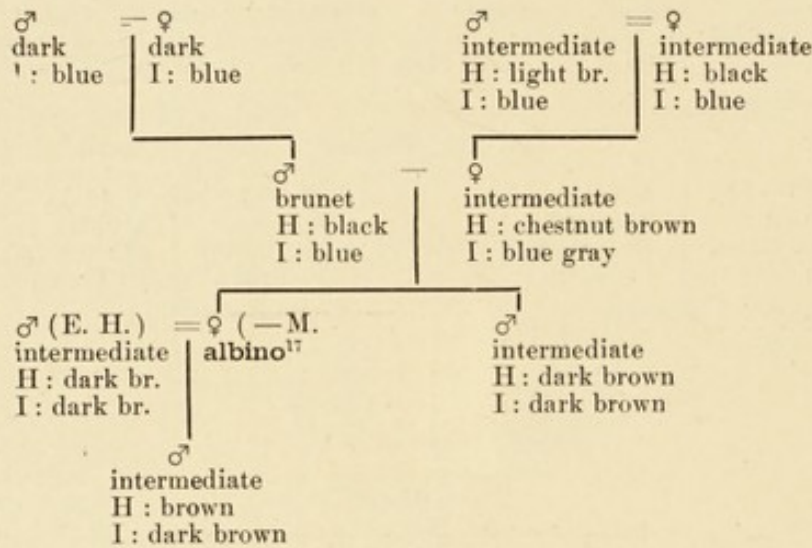 ♂ = ♀ ♂ = ♀
dark dark intermediate intermediate
: blue I : blue H : light br. H : black
I : blue I : blue
♂ — ♀
brunet intermediate
H : black H : chestnut brown
I : blue I : blue gray
♂ (E. H.) = ♀ (—M. ♂
intermediate albino¹⁷ intermediate
H : dark br. H : dark brown
I : dark br. I : dark brown
♂
intermediate
H : brown
I : dark brown